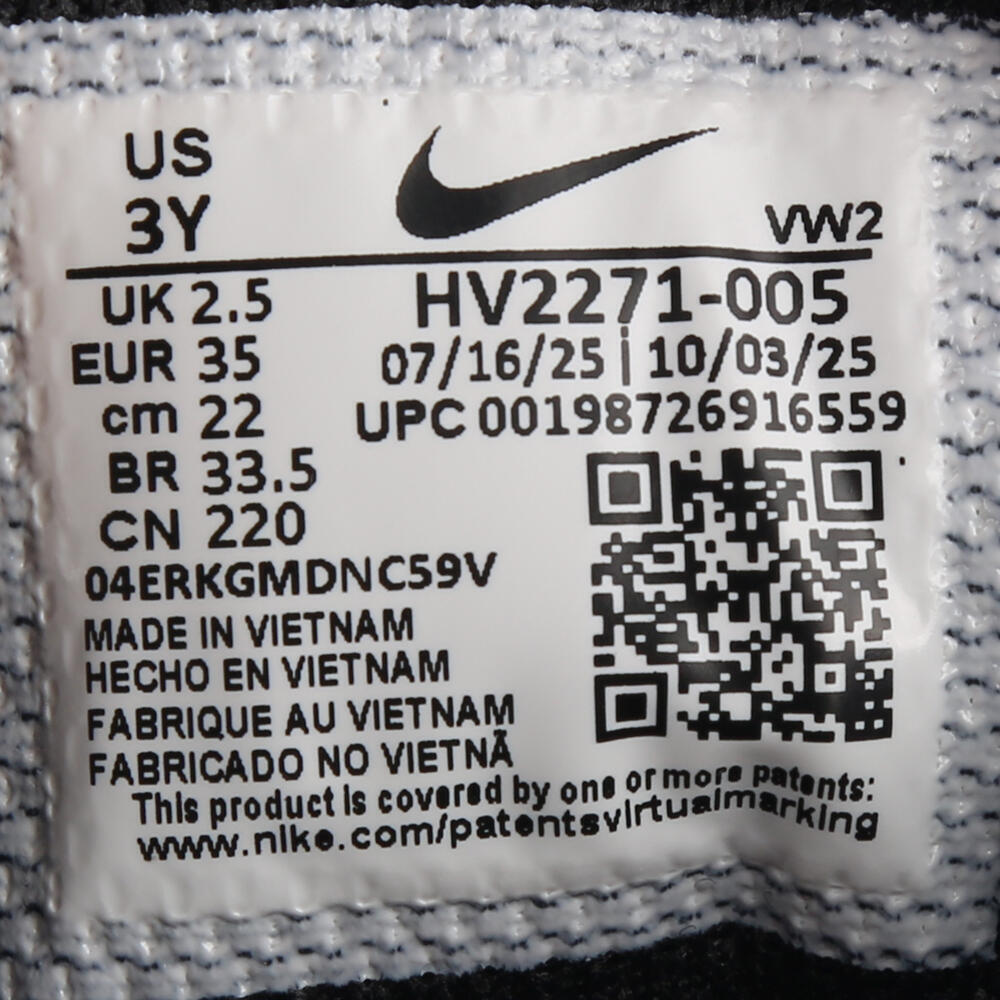 US
3Y
VW2
UK 2.5
HV2271-005
EUR 35
07/16/25 | 10/03/25
cm 22
UPC 00198726916559
BR 33.5
CN 220
04ERKGMDNC59V
MADE IN VIETNAM
HECHO EN VIETNAM
FABRIQUE AU VIETNAM
FABRICADO NO VIETNÃ
This product is covered by one or more patents:
www.nike.com/patentsvirtualmarking